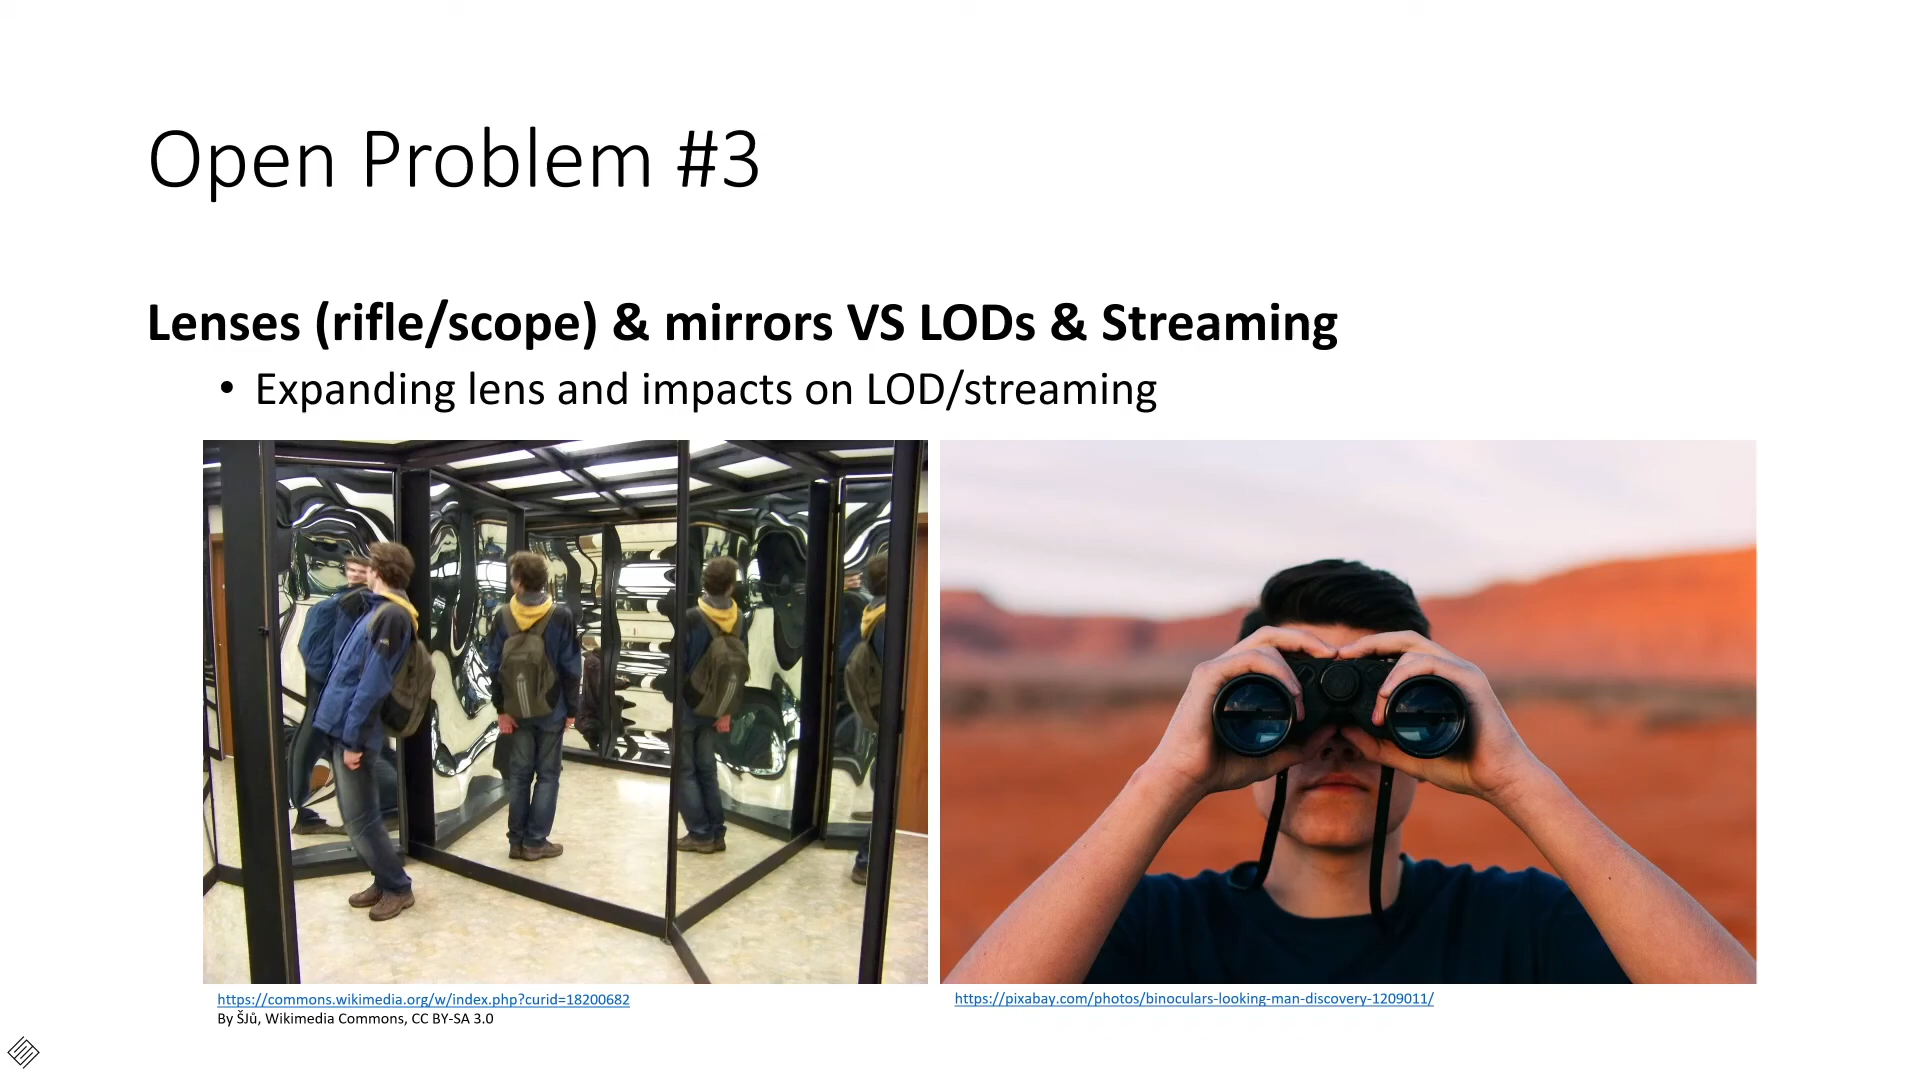 Open Problem #3
Lenses (rifle/scope) & mirrors VS LODs & Streaming
• Expanding lens and impacts on LOD/streaming
https://commons.wikimedia.org/w/index.php?curid=18200682
By ŠJů, Wikimedia Commons, CC BY-SA 3.0
https://pixabay.com/photos/binoculars-looking-man-discovery-1209011/